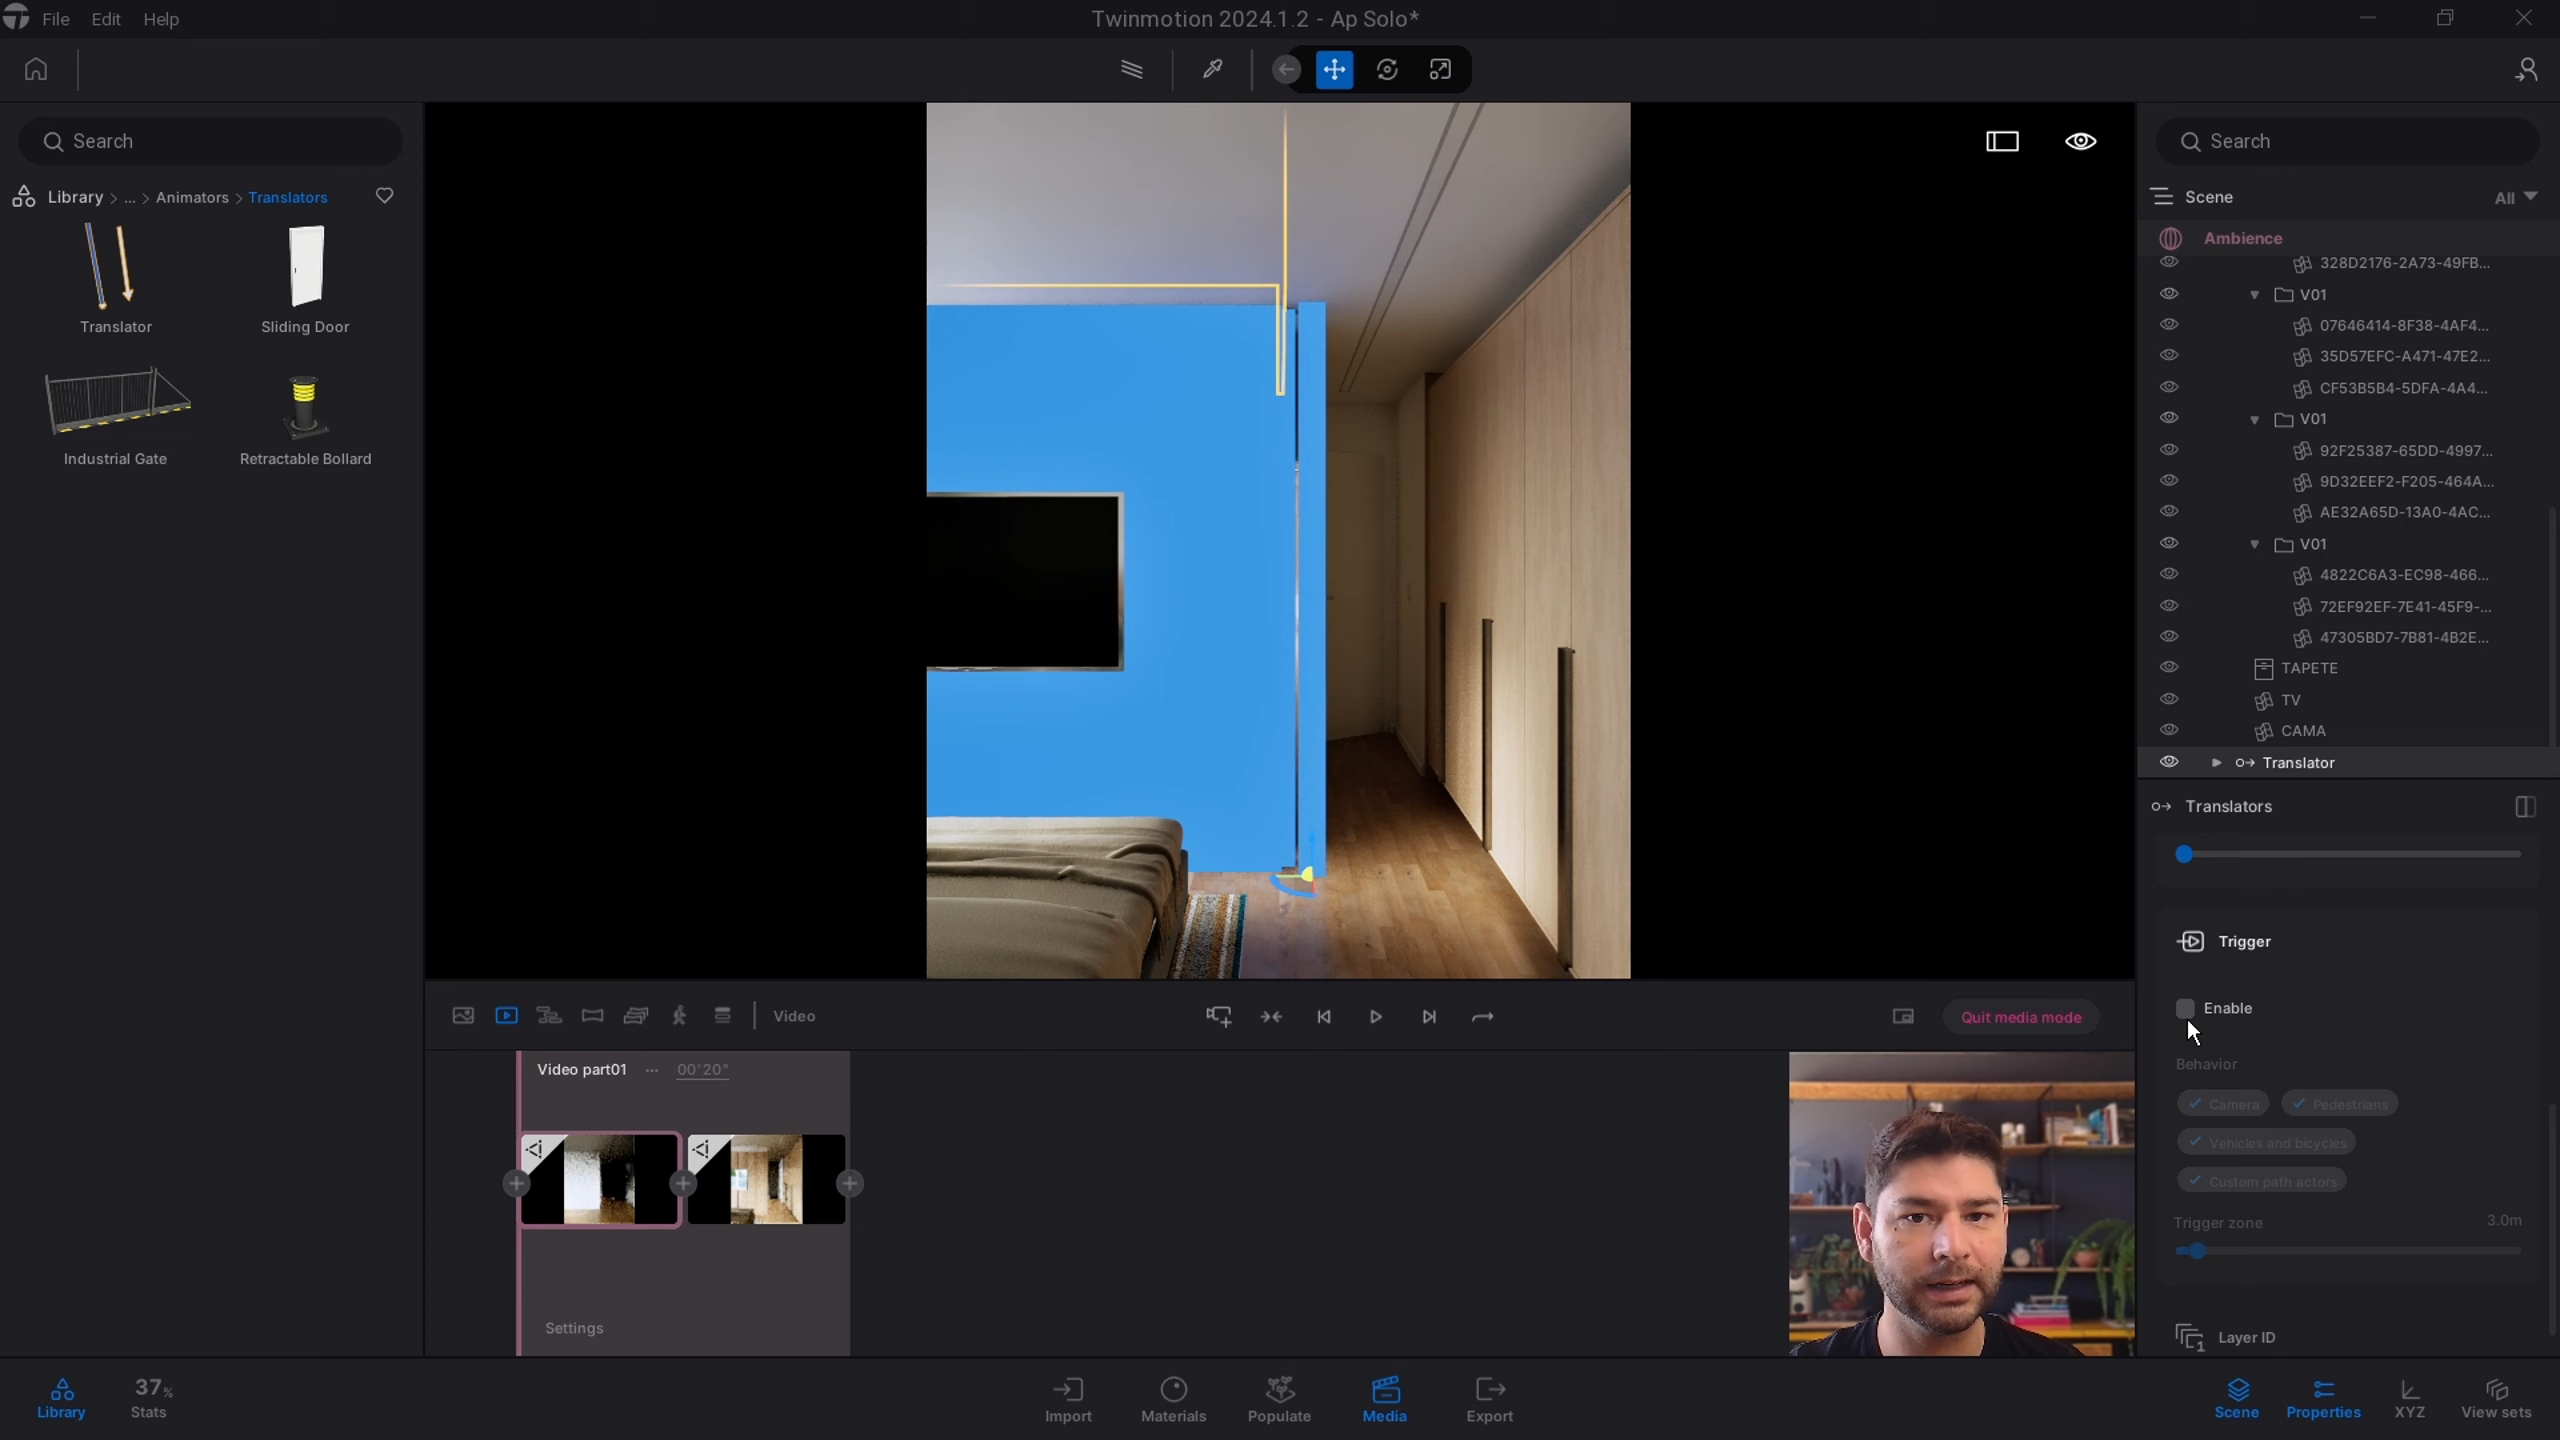 File Edit Help
Twinmotion 2024.1.2 - Ap Solo*
Search
Library > ... > Animators > Translators
Translator
Sliding Door
Industrial Gate
Retractable Bollard
Search
Scene
All
Ambience
328D2176-2A73-49FB...
V01
07646414-8F38-4AF4...
35D57EFC-A471-47E2...
CF53B5B4-5DFA-4A4...
V01
92F25387-65DD-4997...
9D32EEF2-F205-464A...
AE32A65D-13A0-4AC...
V01
4822C6A3-EC98-466...
72EF92EF-7E41-45F9-...
47305BD7-7B81-4B2E...
TAPETE
TV
CAMA
Translator
Translators
Trigger
Enable
Behavior
Camera
Pedestrians
Vehicles and bicycles
Custom path actors
Trigger zone
3.0m
Layer ID
Video
Quit media mode
Video part01 ... 00'20"
Settings
Library
37%
Stats
Import
Materials
Populate
Media
Export
Scene
Properties
XYZ
View sets